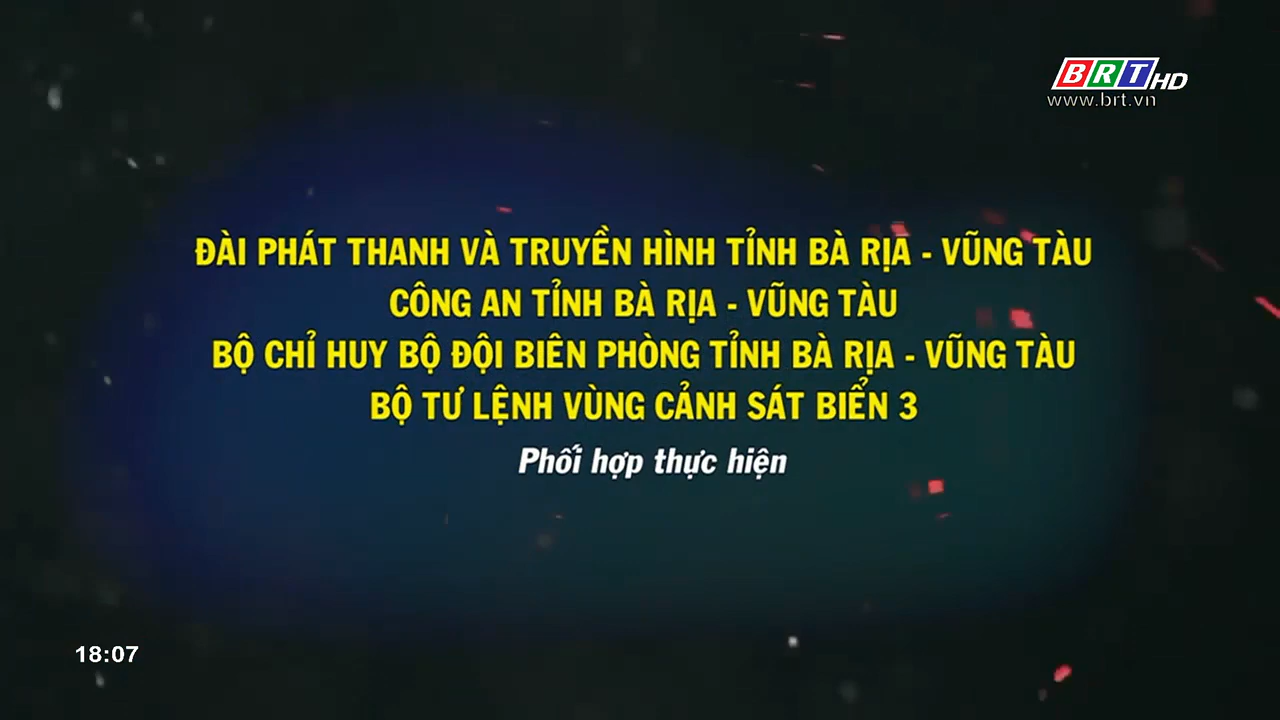 BRT HD
www.brt.vn
ĐÀI PHÁT THANH VÀ TRUYỀN HÌNH TỈNH BÀ RỊA - VŨNG TÀU
CÔNG AN TỈNH BÀ RỊA - VŨNG TÀU
BỘ CHỈ HUY BỘ ĐỘI BIÊN PHÒNG TỈNH BÀ RỊA - VŨNG TÀU
BỘ TƯ LỆNH VÙNG CẢNH SÁT BIỂN 3
Phối hợp thực hiện
18:07